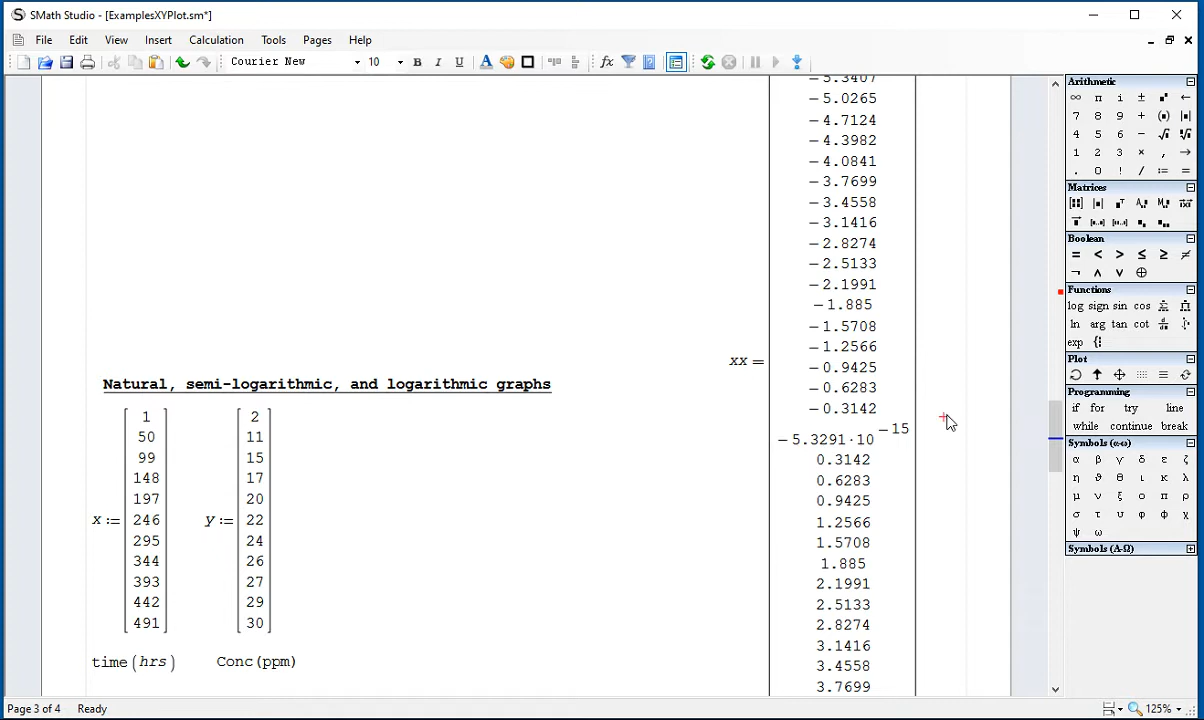 SMath Studio - [ExamplesXYPlot.sm*]
File Edit View Insert Calculation Tools Pages Help
Courier New 10 B I U A fx
-5.3407
-5.0265
-4.7124
-4.3982
-4.0841
-3.7699
-3.4558
-3.1416
-2.8274
-2.5133
-2.1991
-1.885
-1.5708
-1.2566
xx =
-0.9425
-0.6283
-0.3142
-5.3291·10^-15
0.3142
0.6283
0.9425
1.2566
1.5708
1.885
2.1991
2.5133
2.8274
3.1416
3.4558
3.7699
Natural, semi-logarithmic, and logarithmic graphs
1 2
50 11
99 15
148 17
197 20
x := 246 y := 22
295 24
344 26
393 27
442 29
491 30
time(hrs) Conc(ppm)
Arithmetic
∞ π i ±
7 8 9 +
4 5 6 −
1 2 3 × , →
. 0 ! / := =
Matrices
Boolean
= < > ≤ ≥ ≠
¬ ∧ ∨ ⊕
Functions
log sign sin cos
ln arg tan cot
exp
Plot
Programming
if for try line
while continue break
Symbols (α-ω)
α β γ δ ε ζ
η ϑ θ ι κ λ
μ ν ξ ο π ρ
σ τ υ φ ϕ χ
ψ ω
Symbols (Α-Ω)
Page 3 of 4 Ready 125%